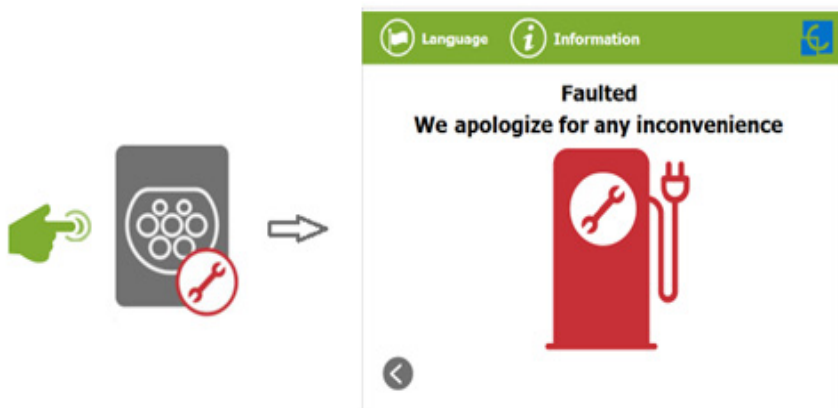 Language
Information
Faulted
We apologize for any inconvenience